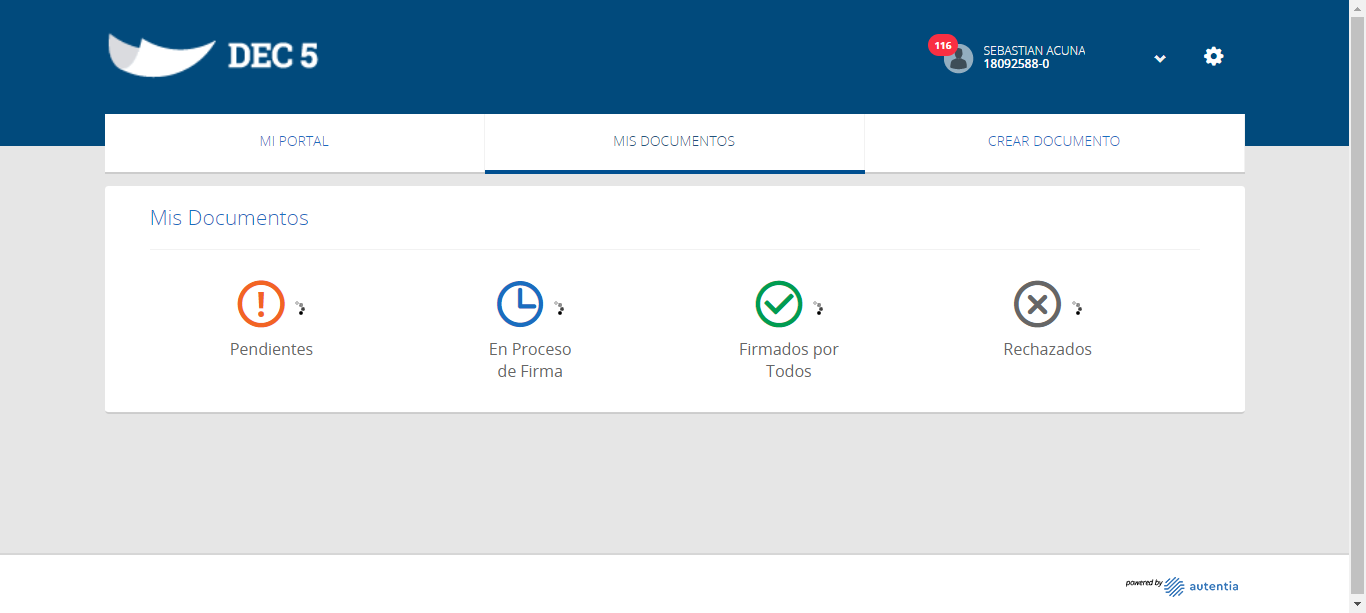 DEC 5
116
SEBASTIAN ACUNA
18092588-0
MI PORTAL
MIS DOCUMENTOS
CREAR DOCUMENTO
Mis Documentos
Pendientes
En Proceso
de Firma
Firmados por
Todos
Rechazados
powered by autentia